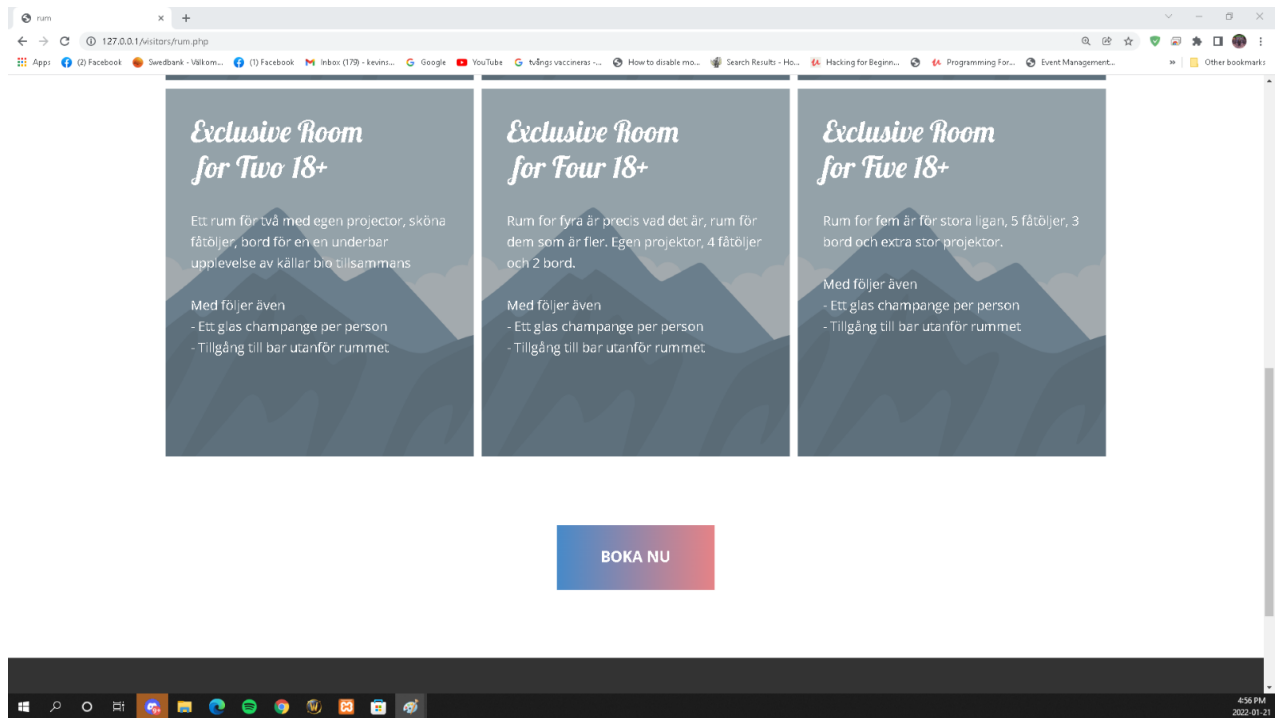 rum
127.0.0.1/visitors/rum.php
Apps (2) Facebook Swedbank - Välkom... (1) Facebook Inbox (179) - kevins... Google YouTube tvångs vaccineras -... How to disable mo... Search Results - Ho... Hacking for Beginn... Programming For... Event Management... » Other bookmarks
Exclusive Room
for Two 18+
Ett rum för två med egen projector, sköna
fåtöljer, bord för en en underbar
upplevelse av källar bio tillsammans
Med följer även
- Ett glas champange per person
- Tillgång till bar utanför rummet
Exclusive Room
for Four 18+
Rum for fyra är precis vad det är, rum för
dem som är fler. Egen projektor, 4 fåtöljer
och 2 bord.
Med följer även
- Ett glas champange per person
- Tillgång till bar utanför rummet
Exclusive Room
for Five 18+
Rum for fem är för stora ligan, 5 fåtöljer, 3
bord och extra stor projektor.
Med följer även
- Ett glas champange per person
- Tillgång till bar utanför rummet
BOKA NU
4:56 PM
2022-01-21